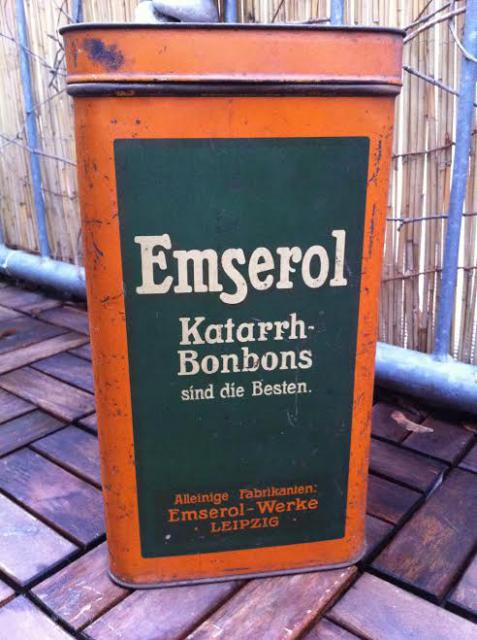 Emserol
Katarrh-
Bonbons
sind die Besten.
Alleinige Fabrikanten:
Emserol-Werke
LEIPZIG